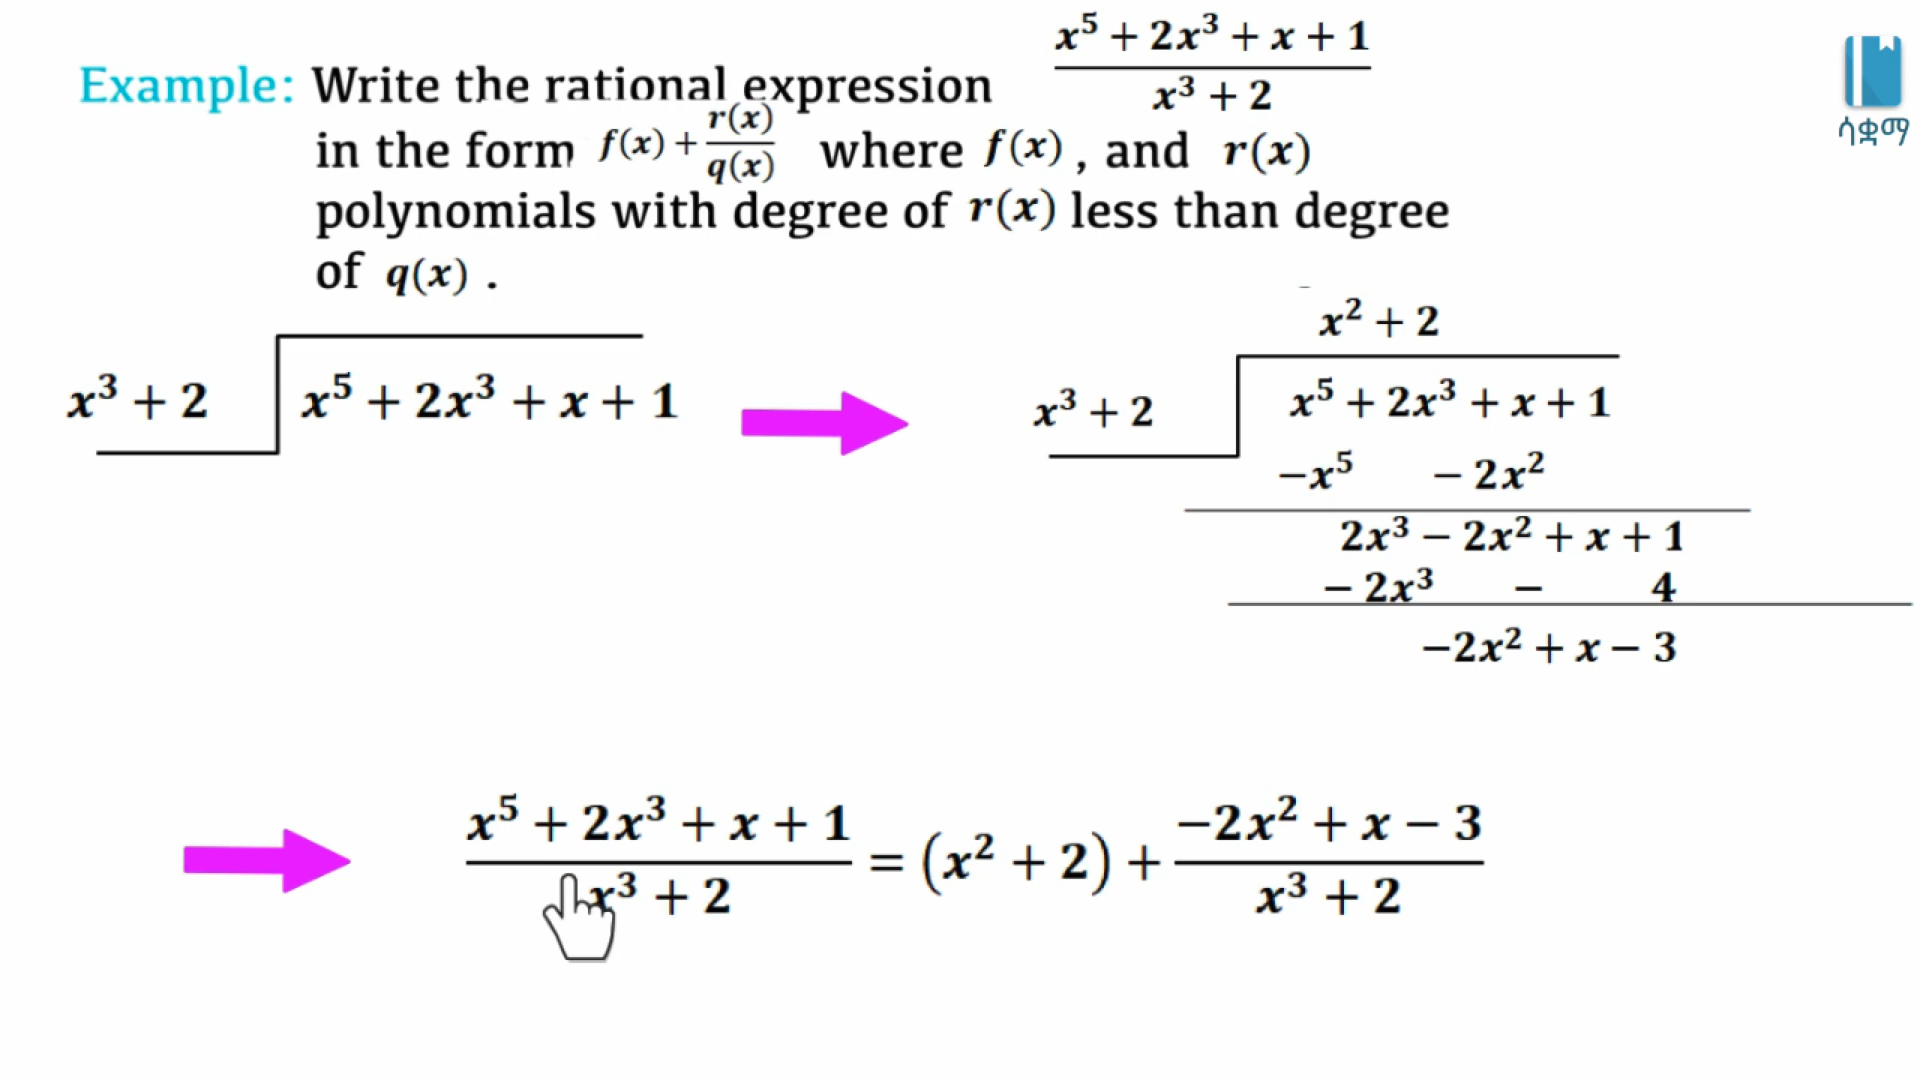 Example: Write the rational expression (x⁵ + 2x³ + x + 1)/(x³ + 2)
in the form f(x) + r(x)/q(x) where f(x) , and r(x)
polynomials with degree of r(x) less than degree
of q(x) .
ሳቋማ
x³ + 2 x⁵ + 2x³ + x + 1
x² + 2
x³ + 2 x⁵ + 2x³ + x + 1
−x⁵ − 2x²
2x³ − 2x² + x + 1
− 2x³ − 4
−2x² + x − 3
(x⁵ + 2x³ + x + 1)/(x³ + 2) = (x² + 2) + (−2x² + x − 3)/(x³ + 2)